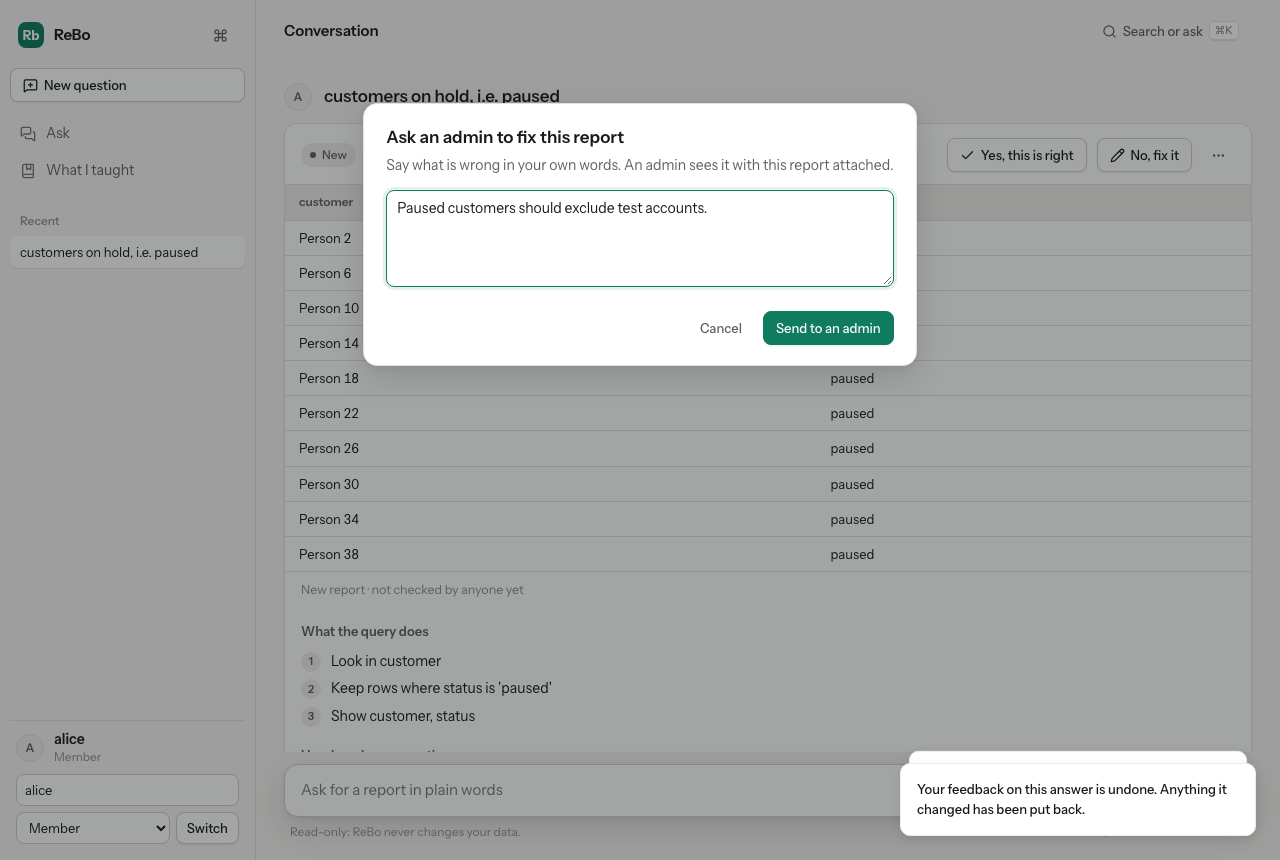 Rb ReBo
⌘
New question
Ask
What I taught
Recent
customers on hold, i.e. paused
A alice
Member
alice
Member Switch
Conversation
Search or ask ⌘K
A customers on hold, i.e. paused
New
Yes, this is right
No, fix it
Ask an admin to fix this report
Say what is wrong in your own words. An admin sees it with this report attached.
Paused customers should exclude test accounts.
Cancel Send to an admin
customer
Person 2
Person 6
Person 10
Person 14
Person 18 paused
Person 22 paused
Person 26 paused
Person 30 paused
Person 34 paused
Person 38 paused
New report · not checked by anyone yet
What the query does
1 Look in customer
2 Keep rows where status is 'paused'
3 Show customer, status
Ask for a report in plain words
Read-only: ReBo never changes your data.
Your feedback on this answer is undone. Anything it
changed has been put back.